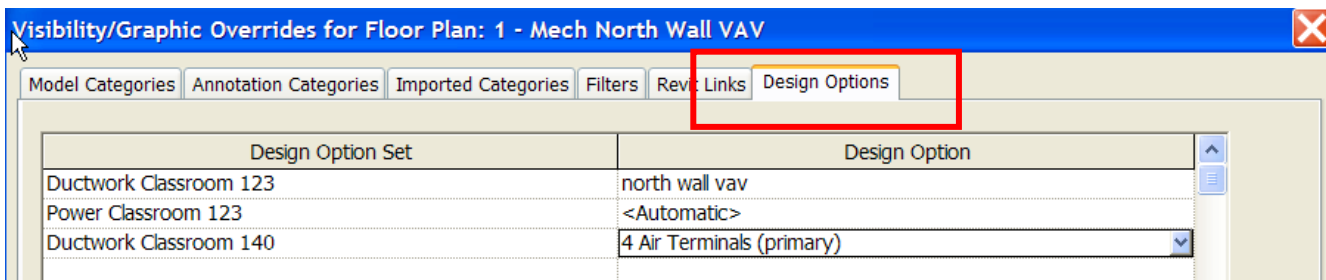 Visibility/Graphic Overrides for Floor Plan: 1 - Mech North Wall VAV
Model Categories Annotation Categories Imported Categories Filters Revit Links Design Options
Design Option Set Design Option
Ductwork Classroom 123 north wall vav
Power Classroom 123 <Automatic>
Ductwork Classroom 140 4 Air Terminals (primary)